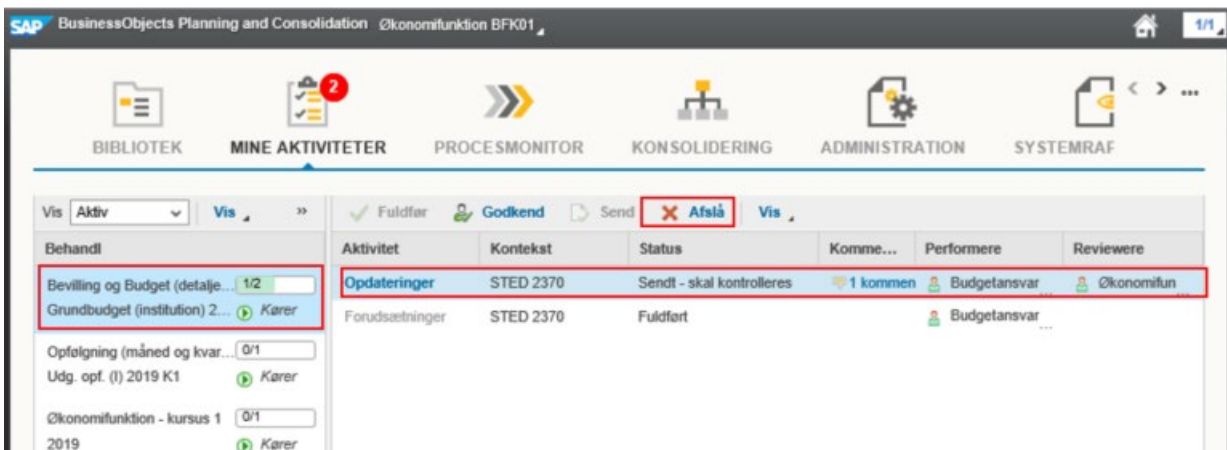 SAP BusinessObjects Planning and Consolidation Økonomifunktion BFK01
1/1
2
BIBLIOTEK MINE AKTIVITETER PROCESMONITOR KONSOLIDERING ADMINISTRATION SYSTEMRAF
...
Vis Aktiv Vis » Fuldfør Godkend Send Afslå Vis
Behandl Aktivitet Kontekst Status Komme... Performere Reviewere
Bevilling og Budget (detalje... 1/2 Opdateringer STED 2370 Sendt - skal kontrolleres 1 kommen Budgetansvar... Økonomifun...
Grundbudget (institution) 2... Kører Forudsætninger STED 2370 Fuldført Budgetansvar...
Opfølgning (måned og kvar... 0/1
Udg. opf. (I) 2019 K1 Kører
Økonomifunktion - kursus 1 0/1
2019 Kører